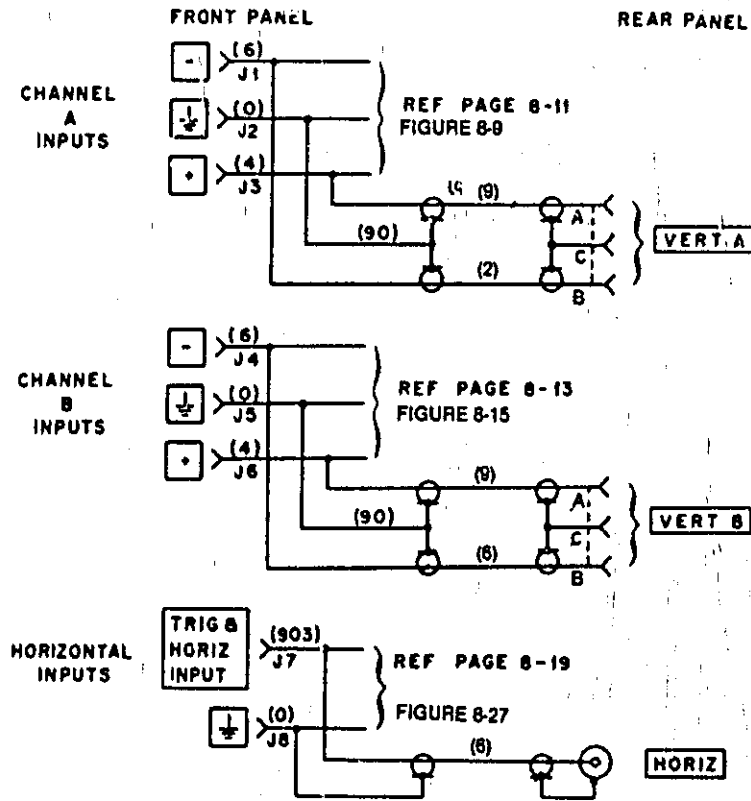 FRONT PANEL
REAR PANEL
CHANNEL
A
INPUTS
-
(6)
J1
(0)
J2
+
(4)
J3
REF PAGE 8-11
FIGURE 8-9
(9)
(90)
(2)
A
C
B
VERT A
CHANNEL
B
INPUTS
-
(6)
J4
(0)
J5
+
(4)
J6
REF PAGE 8-13
FIGURE 8-15
(9)
(90)
(6)
A
C
B
VERT B
HORIZONTAL
INPUTS
TRIG &
HORIZ
INPUT
(903)
J7
(0)
J8
REF PAGE 8-19
FIGURE 8-27
(6)
HORIZ